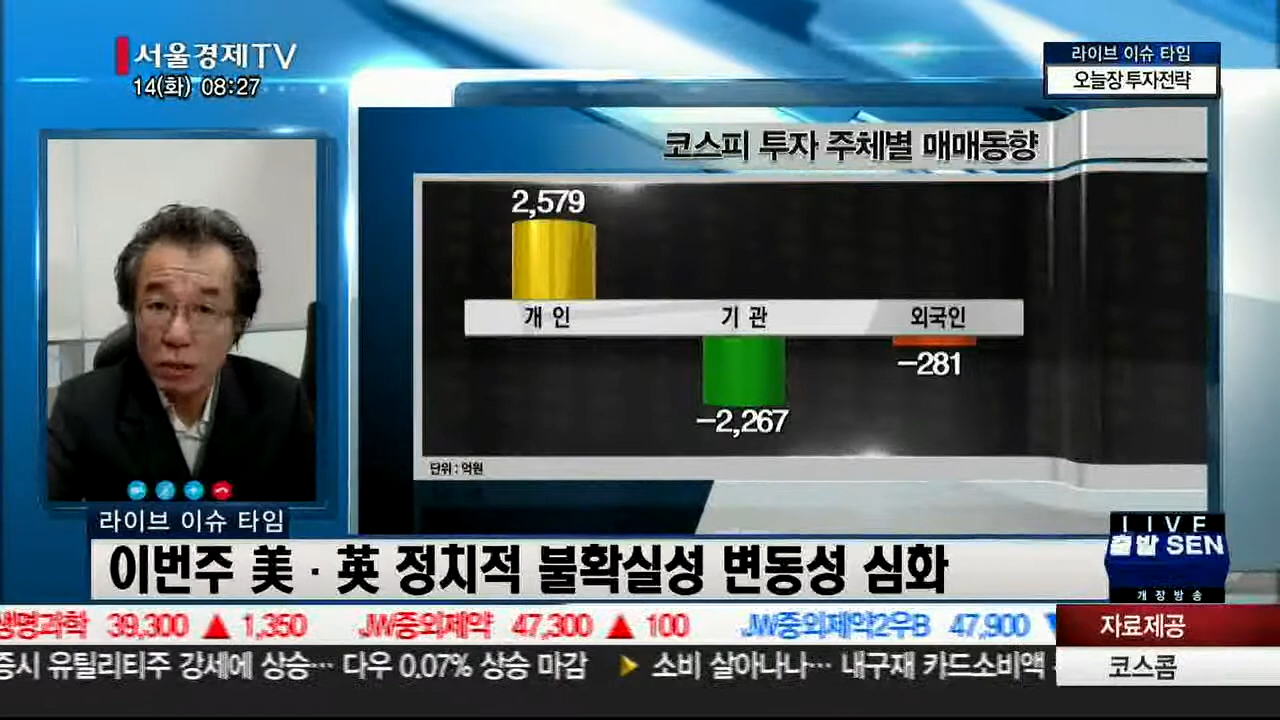 서울경제TV
14(화) 08:27
라이브 이슈 타임
오늘장 투자전략
코스피 투자 주체별 매매동향
2,579
개 인
기 관
외국인
-2,267
-281
단위 : 억원
라이브 이슈 타임
이번주 美 · 英 정치적 불확실성 변동성 심화
LIVE
출발 SEN
개 장 방 송
생명과학 39,300 ▲ 1,350 JW중외제약 47,300 ▲ 100 JW중외제약2우B 47,900
자료제공
증시 유틸리티주 강세에 상승… 다우 0.07% 상승 마감 ▶ 소비 살아나나… 내구재 카드소비액
코스콤